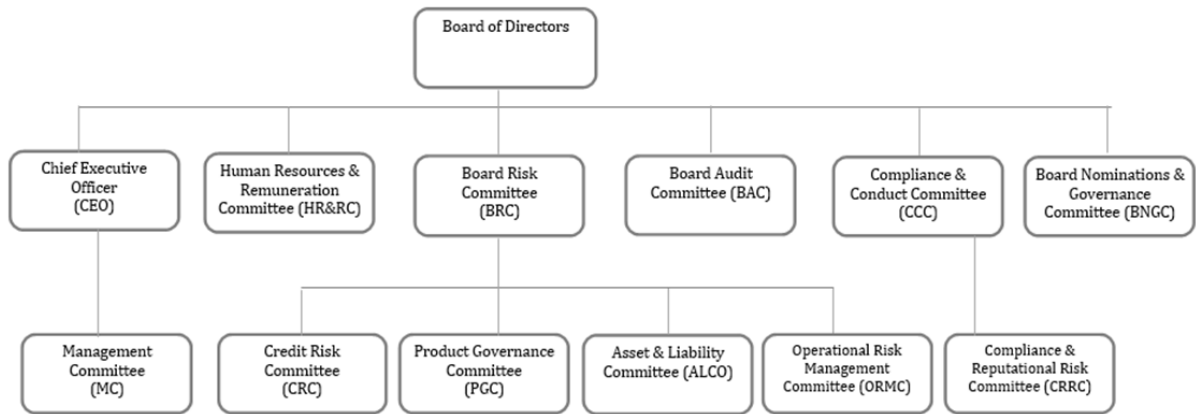 Board of Directors
Chief Executive
Officer
(CEO)
Human Resources &
Remuneration
Committee (HR&RC)
Board Risk
Committee
(BRC)
Board Audit
Committee (BAC)
Compliance &
Conduct Committee
(CCC)
Board Nominations &
Governance
Committee (BNGC)
Management
Committee
(MC)
Credit Risk
Committee
(CRC)
Product Governance
Committee
(PGC)
Asset & Liability
Committee (ALCO)
Operational Risk
Management
Committee (ORMC)
Compliance &
Reputational Risk
Committee (CRRC)